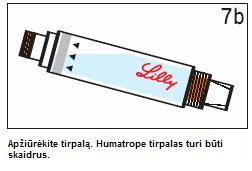 7b
Lilly
Apžiūrėkite tirpalą. Humatrope tirpalas turi būti
skaidrus.